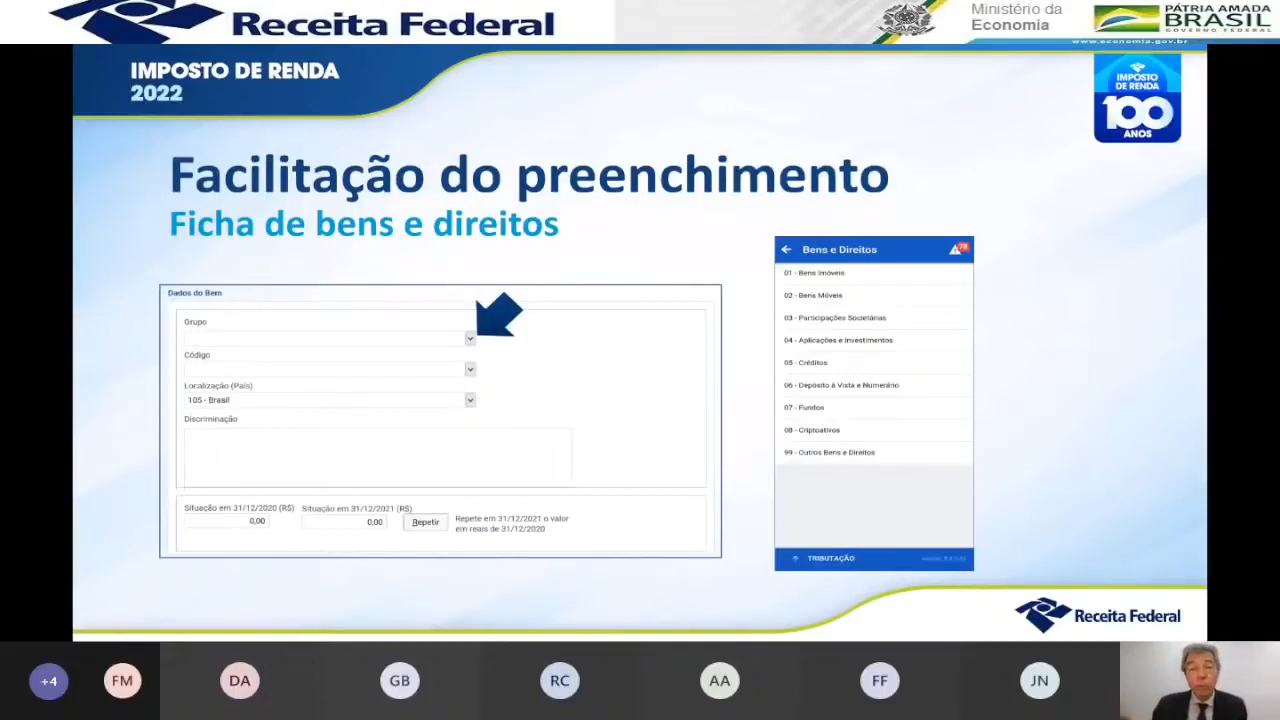 Receita Federal
Ministério da
Economia
PÁTRIA AMADA
BRASIL
GOVERNO FEDERAL
www.economia.gov.br
IMPOSTO DE RENDA
2022
IMPOSTO
DE RENDA
100
ANOS
Facilitação do preenchimento
Ficha de bens e direitos
Dados do Bem
Grupo
Código
Localização (País)
105 - Brasil
Discriminação
Situação em 31/12/2020 (R$)
0,00
Situação em 31/12/2021 (R$)
0,00
Repetir
Repete em 31/12/2021 o valor
em reais de 31/12/2020
Bens e Direitos
01 - Bens Imóveis
02 - Bens Móveis
03 - Participações Societárias
04 - Aplicações e Investimentos
05 - Créditos
06 - Depósito à Vista e Numerário
07 - Fundos
08 - Criptoativos
99 - Outros Bens e Direitos
TRIBUTAÇÃO
Receita Federal
+4
FM
DA
GB
RC
AA
FF
JN